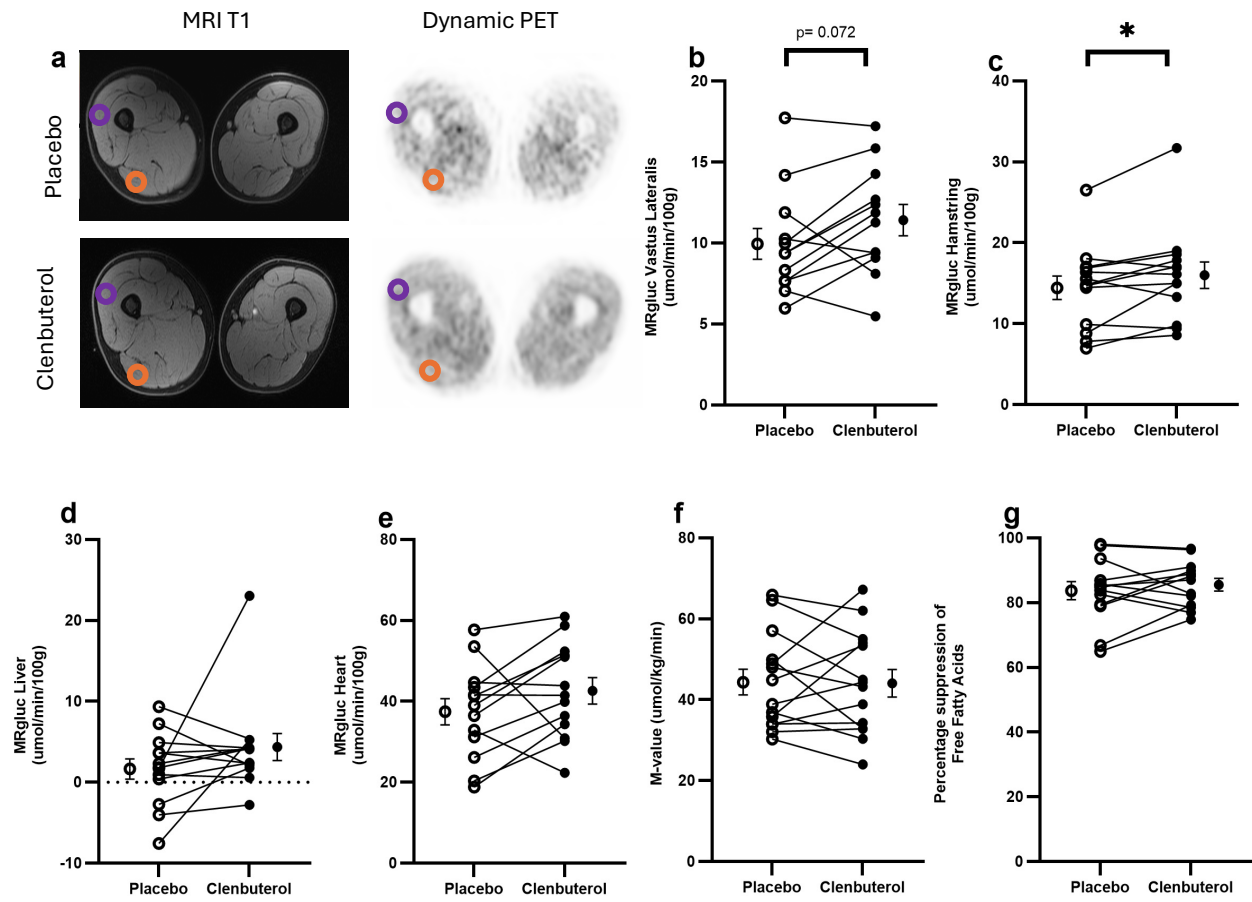 MRI T1
Dynamic PET
a
Placebo
Clenbuterol
b
p= 0.072
MRgluc Vastus Lateralis
(umol/min/100g)
20
15
10
5
0
Placebo
Clenbuterol
c
*
MRgluc Hamstring
(umol/min/100g)
40
30
20
10
0
Placebo
Clenbuterol
d
MRgluc Liver
(umol/min/100g)
30
20
10
0
-10
Placebo
Clenbuterol
e
MRgluc Heart
(umol/min/100g)
80
60
40
20
0
Placebo
Clenbuterol
f
M-value (umol/kg/min)
80
60
40
20
0
Placebo
Clenbuterol
g
Percentage suppression of
Free Fatty Acids
100
80
60
40
20
0
Placebo
Clenbuterol